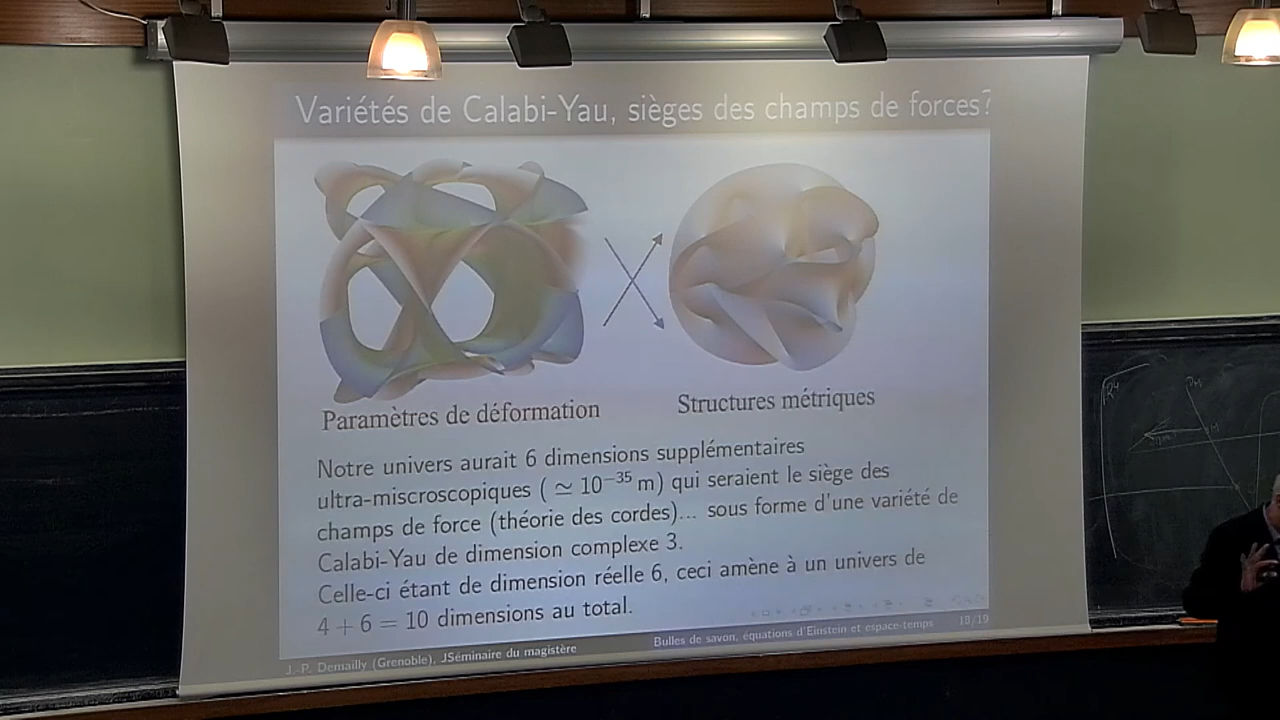 Variétés de Calabi-Yau, sièges des champs de forces?
Paramètres de déformation
Structures métriques
Notre univers aurait 6 dimensions supplémentaires
ultra-miscroscopiques ( ≃ 10⁻³⁵ m) qui seraient le siège des
champs de force (théorie des cordes)... sous forme d'une variété de
Calabi-Yau de dimension complexe 3.
Celle-ci étant de dimension réelle 6, ceci amène à un univers de
4 + 6 = 10 dimensions au total.
J.-P. Demailly (Grenoble), JSéminaire du magistère
Bulles de savon, équations d'Einstein et espace-temps
18/19